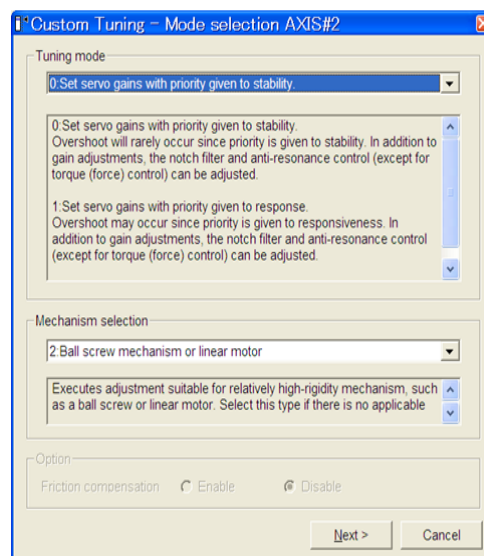 Custom Tuning - Mode selection AXIS#2
Tuning mode
0:Set servo gains with priority given to stability.
0:Set servo gains with priority given to stability.
Overshoot will rarely occur since priority is given to stability. In addition to
gain adjustments, the notch filter and anti-resonance control (except for
torque (force) control) can be adjusted.
1:Set servo gains with priority given to response.
Overshoot may occur since priority is given to responsiveness. In
addition to gain adjustments, the notch filter and anti-resonance control
(except for torque (force) control) can be adjusted.
Mechanism selection
2:Ball screw mechanism or linear motor
Executes adjustment suitable for relatively high-rigidity mechanism, such
as a ball screw or linear motor. Select this type if there is no applicable
Option
Friction compensation Enable Disable
Next > Cancel